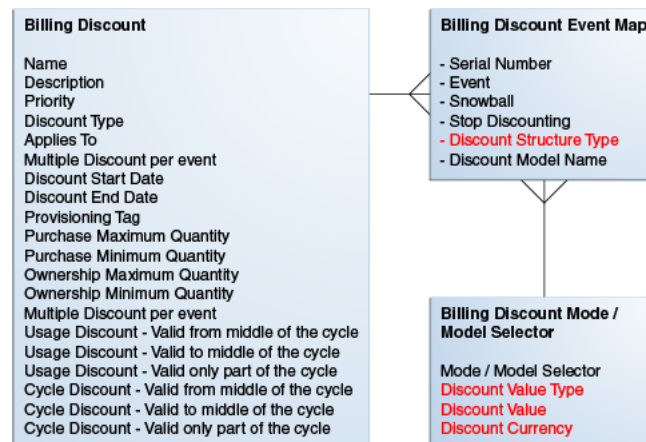 Billing Discount
Name
Description
Priority
Discount Type
Applies To
Multiple Discount per event
Discount Start Date
Discount End Date
Provisioning Tag
Purchase Maximum Quantity
Purchase Minimum Quantity
Ownership Maximum Quantity
Ownership Minimum Quantity
Multiple Discount per event
Usage Discount - Valid from middle of the cycle
Usage Discount - Valid to middle of the cycle
Usage Discount - Valid only part of the cycle
Cycle Discount - Valid from middle of the cycle
Cycle Discount - Valid to middle of the cycle
Cycle Discount - Valid only part of the cycle
Billing Discount Event Map
- Serial Number
- Event
- Snowball
- Stop Discounting
- Discount Structure Type
- Discount Model Name
Billing Discount Mode /
Model Selector
Mode / Model Selector
Discount Value Type
Discount Value
Discount Currency